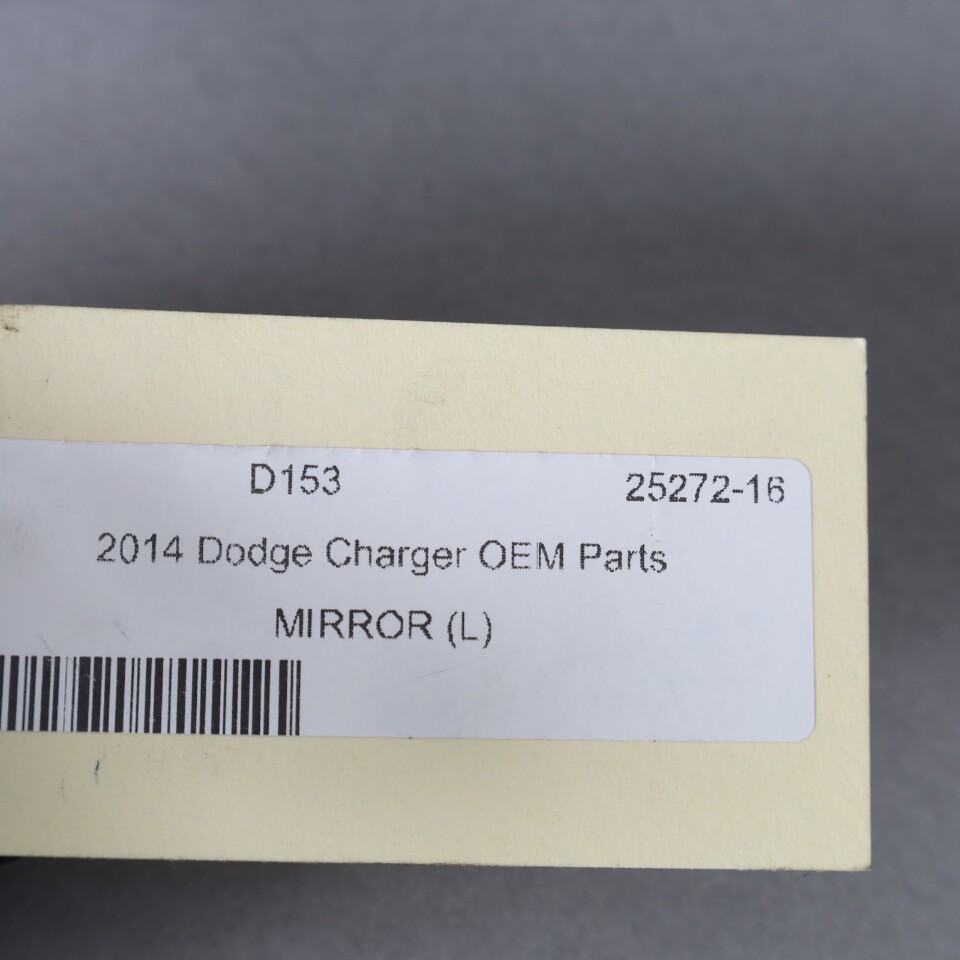 D153 25272-16
2014 Dodge Charger OEM Parts
MIRROR (L)